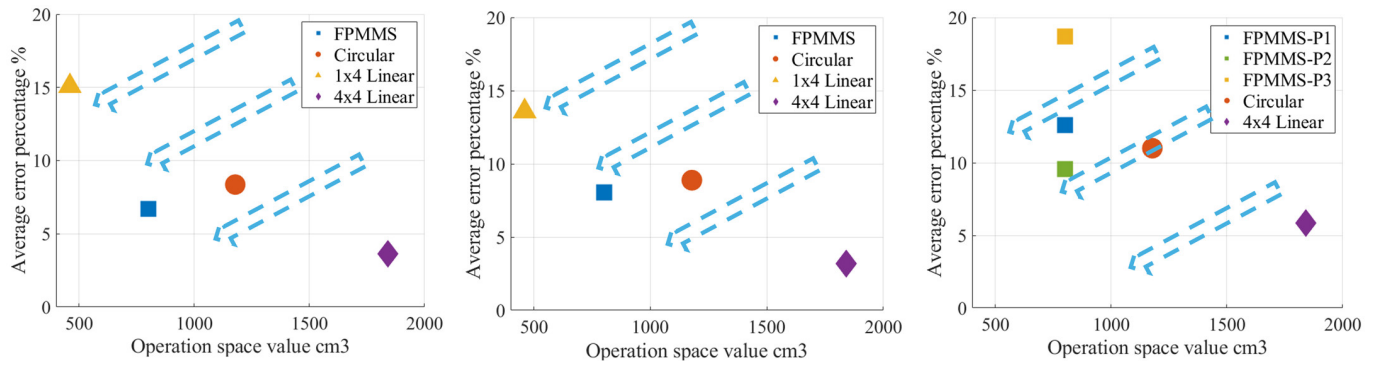 20
15
10
5
0
500
1000
1500
2000
Average error percentage %
Operation space value cm3
FPMMS
Circular
1x4 Linear
4x4 Linear
20
15
10
5
0
500
1000
1500
2000
Average error percentage %
Operation space value cm3
FPMMS
Circular
1x4 Linear
4x4 Linear
20
15
10
5
0
500
1000
1500
2000
Average error percentage %
Operation space value cm3
FPMMS-P1
FPMMS-P2
FPMMS-P3
Circular
4x4 Linear